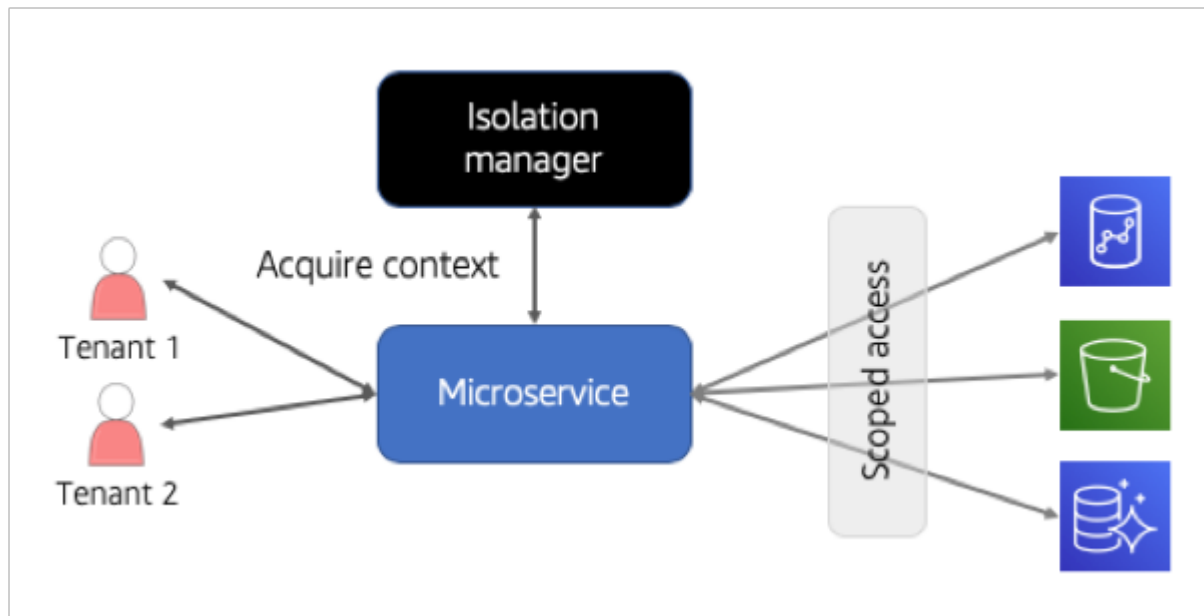 Isolation
manager
Acquire context
Tenant 1
Microservice
Tenant 2
Scoped access